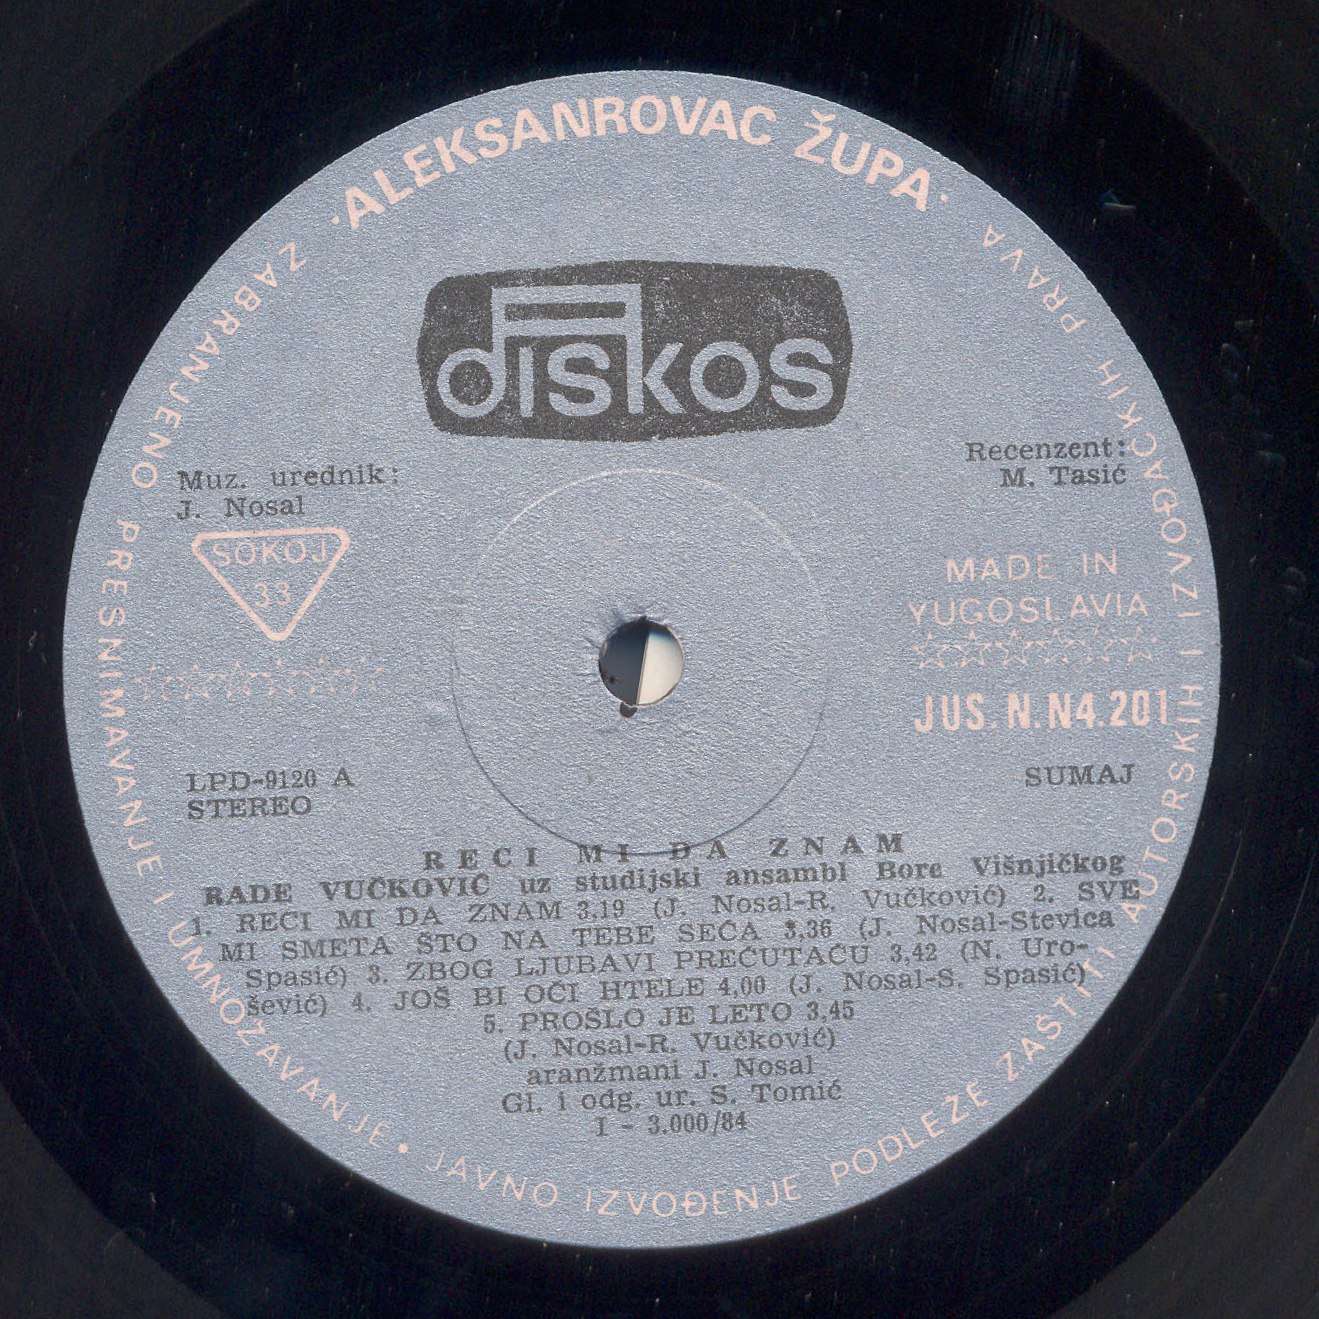 ·ALEKSANROVAC ŽUPA·
diskos
Muz. urednik:
J. Nosal
Recenzent:
M. Tasić
SOKOJ
33
MADE IN
YUGOSLAVIA
JUS.N.N4.201
LPD-9120 A
STEREO
SUMAJ
RECI MI DA ZNAM
RADE VUČKOVIĆ uz studijski ansambl Bore Višnjičkog
1. RECI MI DA ZNAM 3.19 (J. Nosal-R. Vučković) 2. SVE
MI SMETA ŠTO NA TEBE SEĆA 3,36 (J. Nosal-Stevica
Spasić) 3. ZBOG LJUBAVI PREĆUTAĆU 3,42 (N. Uro-
šević) 4. JOŠ BI OČI HTELE 4,00 (J. Nosal-S. Spasić)
5. PROŠLO JE LETO 3,45
(J. Nosal-R. Vučković)
aranžmani J. Nosal
Gl. i odg. ur. S. Tomić
I - 3.000/84
ZABRANJENO PRESNIMAVANJE I UMNOŽAVANJE • JAVNO IZVOĐENJE PODLEŽE ZAŠTITI AUTORSKIH I IZVOĐAČKIH PRAVA